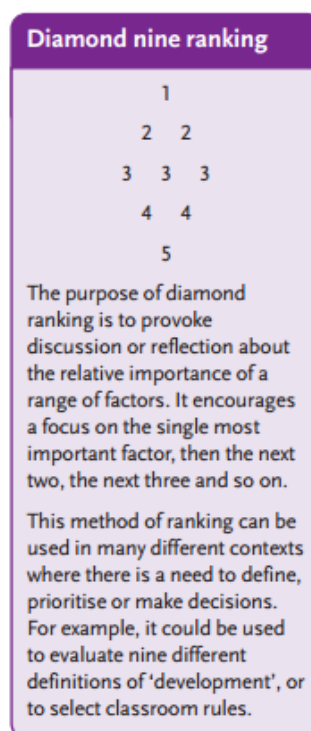 Diamond nine ranking
1
2 2
3 3 3
4 4
5
The purpose of diamond
ranking is to provoke
discussion or reflection about
the relative importance of a
range of factors. It encourages
a focus on the single most
important factor, then the next
two, the next three and so on.
This method of ranking can be
used in many different contexts
where there is a need to define,
prioritise or make decisions.
For example, it could be used
to evaluate nine different
definitions of ‘development’, or
to select classroom rules.